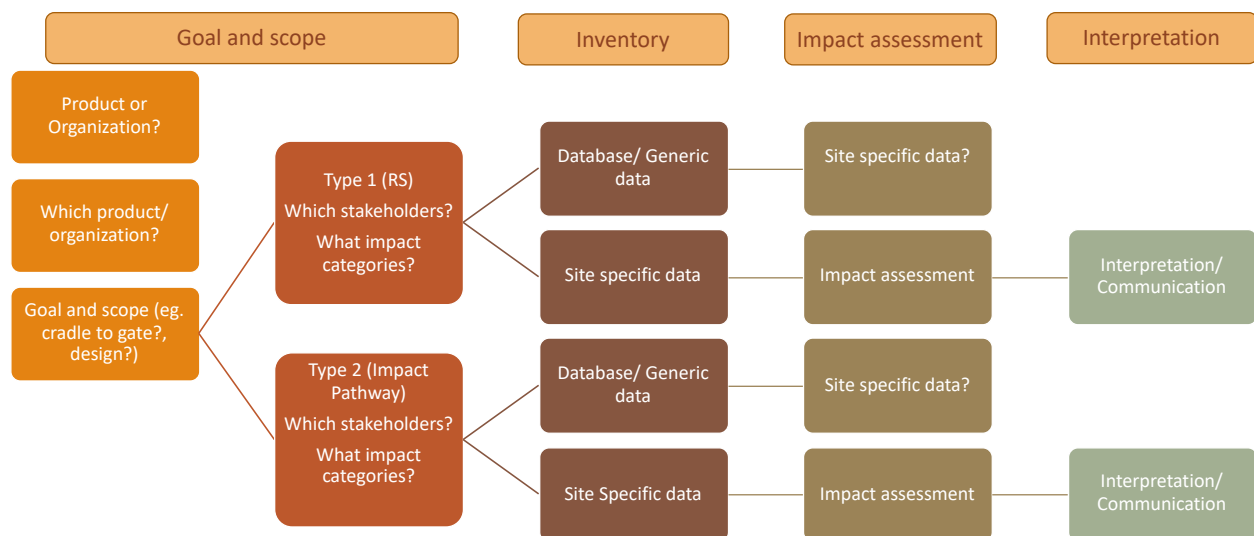 Goal and scope
Inventory
Impact assessment
Interpretation
Product or
Organization?
Which product/
organization?
Goal and scope (eg.
cradle to gate?,
design?)
Type 1 (RS)
Which stakeholders?
What impact
categories?
Type 2 (Impact
Pathway)
Which stakeholders?
What impact
categories?
Database/ Generic
data
Site specific data?
Site specific data
Impact assessment
Interpretation/
Communication
Database/ Generic
data
Site specific data?
Site Specific data
Impact assessment
Interpretation/
Communication